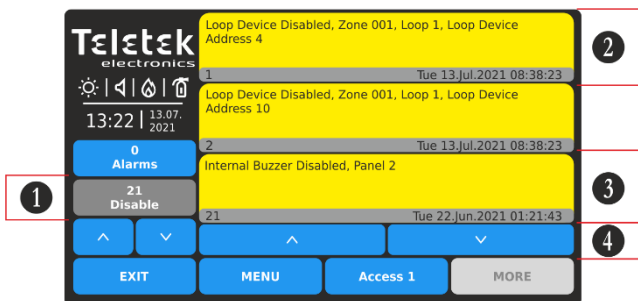 Teletek
electronics
13:22 | 13.07.
2021
0
Alarms
21
Disable
EXIT
Loop Device Disabled, Zone 001, Loop 1, Loop Device
Address 4
1 Tue 13.Jul.2021 08:38:23
Loop Device Disabled, Zone 001, Loop 1, Loop Device
Address 10
2 Tue 13.Jul.2021 08:38:23
Internal Buzzer Disabled, Panel 2
21 Tue 22.Jun.2021 01:21:43
MENU
Access 1
MORE
1
2
3
4